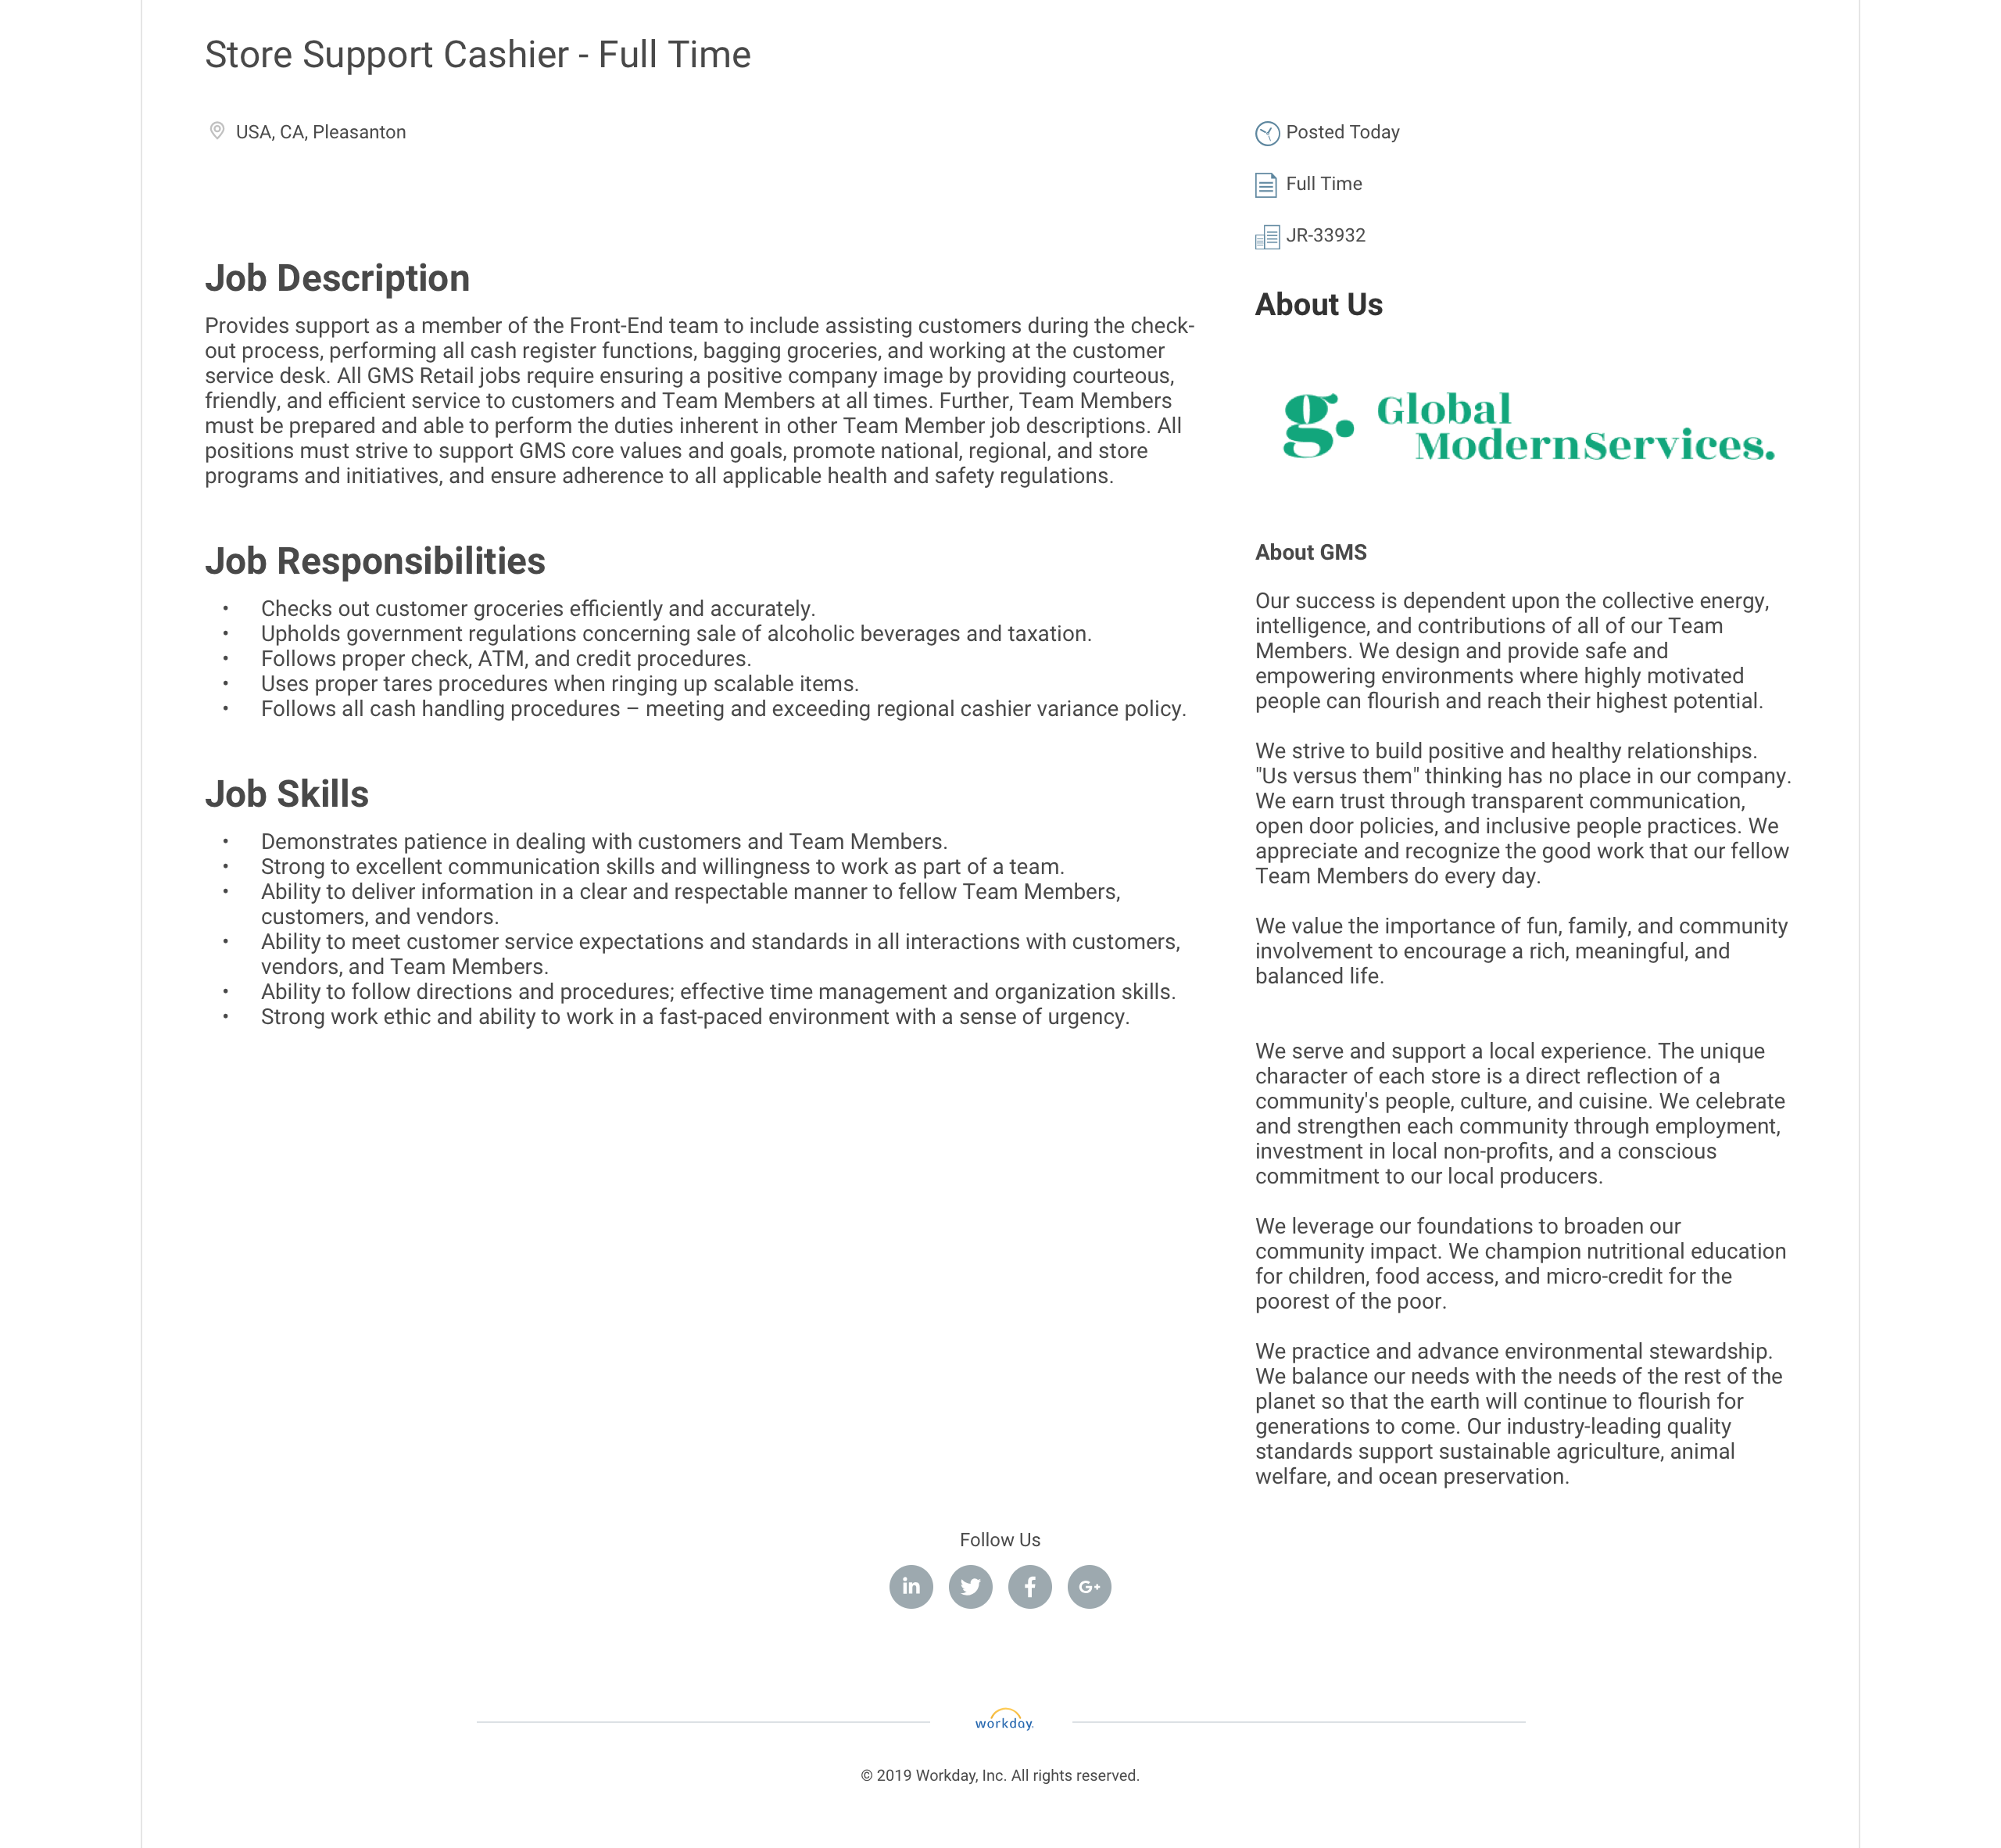 Store Support Cashier - Full Time
USA, CA, Pleasanton
Posted Today
Full Time
JR-33932
Job Description
Provides support as a member of the Front-End team to include assisting customers during the check-
out process, performing all cash register functions, bagging groceries, and working at the customer
service desk. All GMS Retail jobs require ensuring a positive company image by providing courteous,
friendly, and efficient service to customers and Team Members at all times. Further, Team Members
must be prepared and able to perform the duties inherent in other Team Member job descriptions. All
positions must strive to support GMS core values and goals, promote national, regional, and store
programs and initiatives, and ensure adherence to all applicable health and safety regulations.
Job Responsibilities
• Checks out customer groceries efficiently and accurately.
• Upholds government regulations concerning sale of alcoholic beverages and taxation.
• Follows proper check, ATM, and credit procedures.
• Uses proper tares procedures when ringing up scalable items.
• Follows all cash handling procedures – meeting and exceeding regional cashier variance policy.
Job Skills
• Demonstrates patience in dealing with customers and Team Members.
• Strong to excellent communication skills and willingness to work as part of a team.
• Ability to deliver information in a clear and respectable manner to fellow Team Members,
customers, and vendors.
• Ability to meet customer service expectations and standards in all interactions with customers,
vendors, and Team Members.
• Ability to follow directions and procedures; effective time management and organization skills.
• Strong work ethic and ability to work in a fast-paced environment with a sense of urgency.
About Us
g. Global
ModernServices.
About GMS
Our success is dependent upon the collective energy,
intelligence, and contributions of all of our Team
Members. We design and provide safe and
empowering environments where highly motivated
people can flourish and reach their highest potential.
We strive to build positive and healthy relationships.
"Us versus them" thinking has no place in our company.
We earn trust through transparent communication,
open door policies, and inclusive people practices. We
appreciate and recognize the good work that our fellow
Team Members do every day.
We value the importance of fun, family, and community
involvement to encourage a rich, meaningful, and
balanced life.
We serve and support a local experience. The unique
character of each store is a direct reflection of a
community's people, culture, and cuisine. We celebrate
and strengthen each community through employment,
investment in local non-profits, and a conscious
commitment to our local producers.
We leverage our foundations to broaden our
community impact. We champion nutritional education
for children, food access, and micro-credit for the
poorest of the poor.
We practice and advance environmental stewardship.
We balance our needs with the needs of the rest of the
planet so that the earth will continue to flourish for
generations to come. Our industry-leading quality
standards support sustainable agriculture, animal
welfare, and ocean preservation.
Follow Us
in f G+
workday.
© 2019 Workday, Inc. All rights reserved.